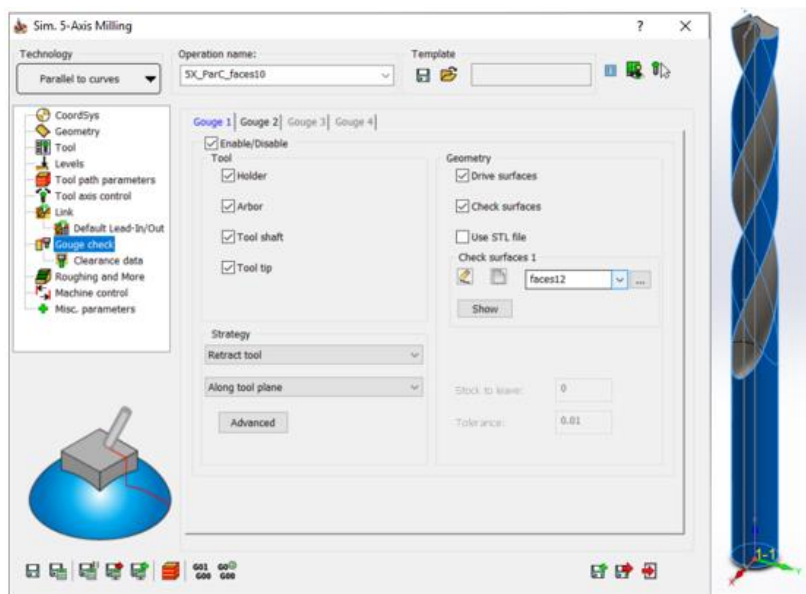 Sim. 5-Axis Milling
Technology
Parallel to curves
Operation name:
5X_ParC_faces10
Template
CoordSys
Geometry
Tool
Levels
Tool path parameters
Tool axis control
Link
Default Lead-In/Out
Gouge check
Clearance data
Roughing and More
Machine control
Misc. parameters
Gouge 1 Gouge 2 Gouge 3 Gouge 4
Enable/Disable
Tool
Holder
Arbor
Tool shaft
Tool tip
Geometry
Drive surfaces
Check surfaces
Use STL file
Check surfaces 1
faces12
...
Show
Strategy
Retract tool
Along tool plane
Advanced
Stock to leave: 0
Tolerance: 0.01
G01 G00
G00 G00
1-1